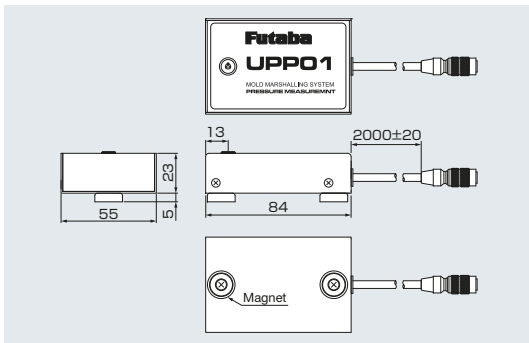 Futaba
UPP01
MOLD MARSHALLING SYSTEM
PRESSURE MEASUREMNT
13
2000±20
23
5
55
84
Magnet